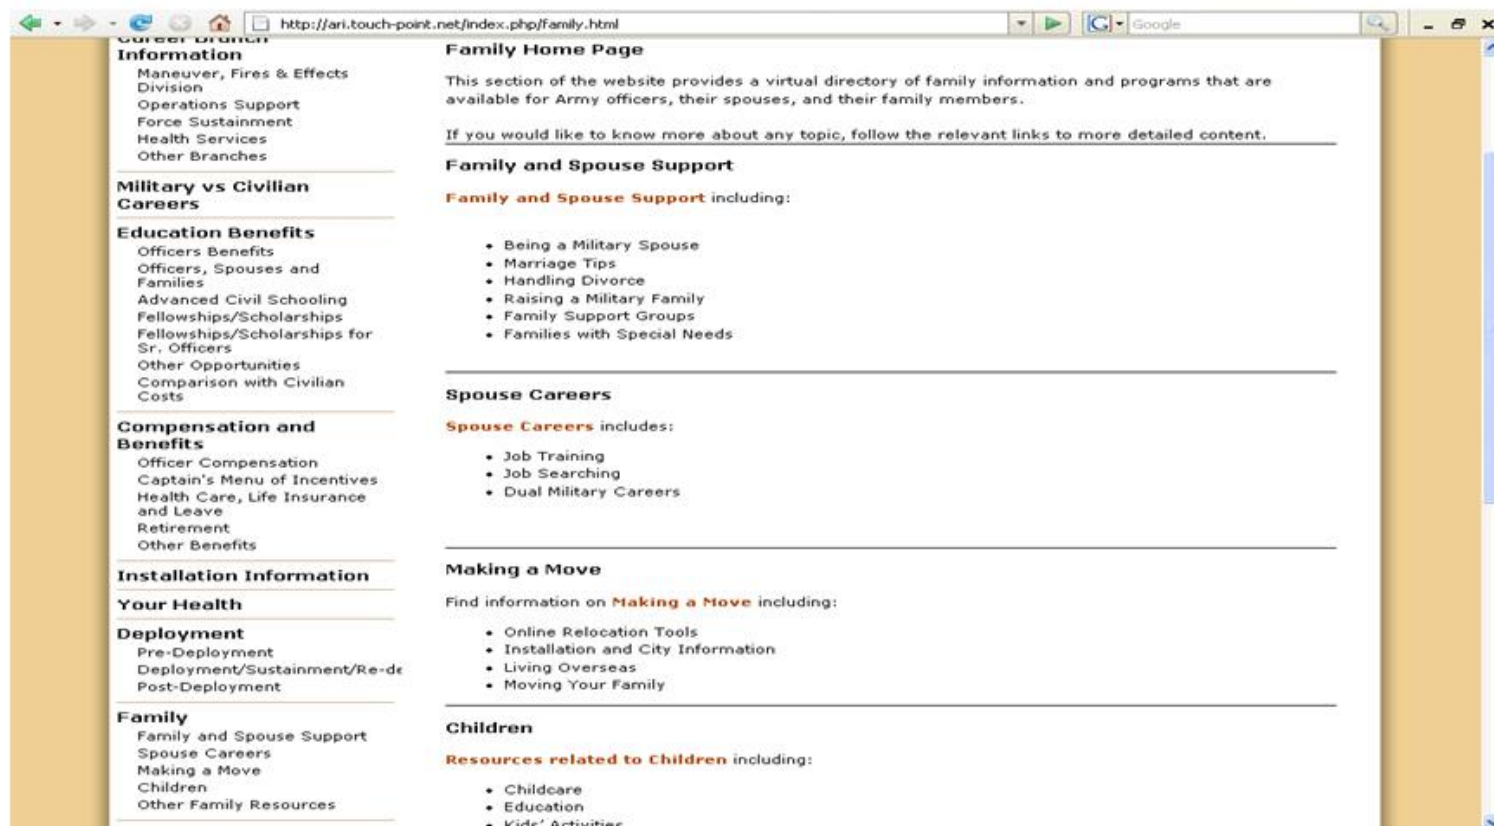 http://ari.touch-point.net/index.php/family.html
Google
Career Branch
Information
Maneuver, Fires & Effects
Division
Operations Support
Force Sustainment
Health Services
Other Branches
Military vs Civilian
Careers
Education Benefits
Officers Benefits
Officers, Spouses and
Families
Advanced Civil Schooling
Fellowships/Scholarships
Fellowships/Scholarships for
Sr. Officers
Other Opportunities
Comparison with Civilian
Costs
Compensation and
Benefits
Officer Compensation
Captain's Menu of Incentives
Health Care, Life Insurance
and Leave
Retirement
Other Benefits
Installation Information
Your Health
Deployment
Pre-Deployment
Deployment/Sustainment/Re-de
Post-Deployment
Family
Family and Spouse Support
Spouse Careers
Making a Move
Children
Other Family Resources
Family Home Page
This section of the website provides a virtual directory of family information and programs that are
available for Army officers, their spouses, and their family members.
If you would like to know more about any topic, follow the relevant links to more detailed content.
Family and Spouse Support
Family and Spouse Support including:
• Being a Military Spouse
• Marriage Tips
• Handling Divorce
• Raising a Military Family
• Family Support Groups
• Families with Special Needs
Spouse Careers
Spouse Careers includes:
• Job Training
• Job Searching
• Dual Military Careers
Making a Move
Find information on Making a Move including:
• Online Relocation Tools
• Installation and City Information
• Living Overseas
• Moving Your Family
Children
Resources related to Children including:
• Childcare
• Education
• Kids' Activities